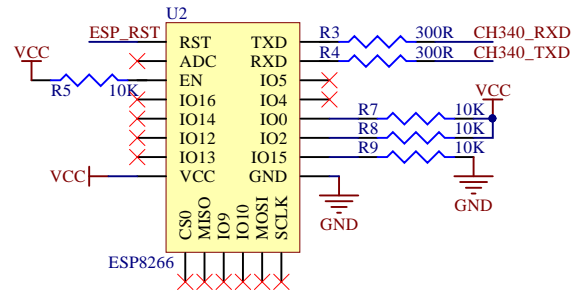 U2
ESP_RST RST TXD R3 300R CH340_RXD
ADC RXD R4 300R CH340_TXD
VCC R5 10K EN IO5
IO16 IO4 VCC
IO14 IO0 R7 10K
IO12 IO2 R8 10K
IO13 IO15 R9 10K
VCC VCC GND
GND GND
CS0 MISO IO9 IO10 MOSI SCLK
ESP8266